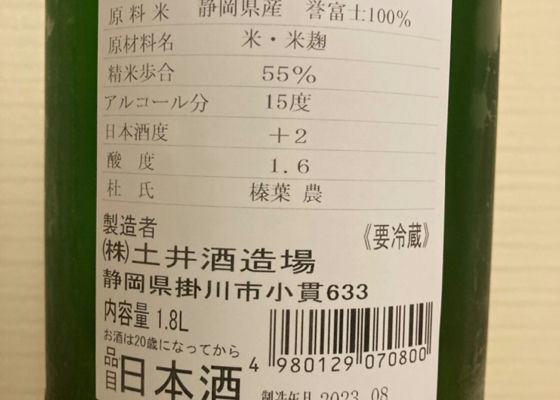 原料米 静岡県産 誉富士100%
原材料名 米・米麹
精米歩合 55%
アルコール分 15度
日本酒度 +2
酸度 1.6
杜氏 榛葉 農
製造者
《要冷蔵》
(株)土井酒造場
静岡県掛川市小貫633
内容量 1.8L
お酒は20歳になってから
品目 日本酒
4 980129 070800
製造年月 2023.08